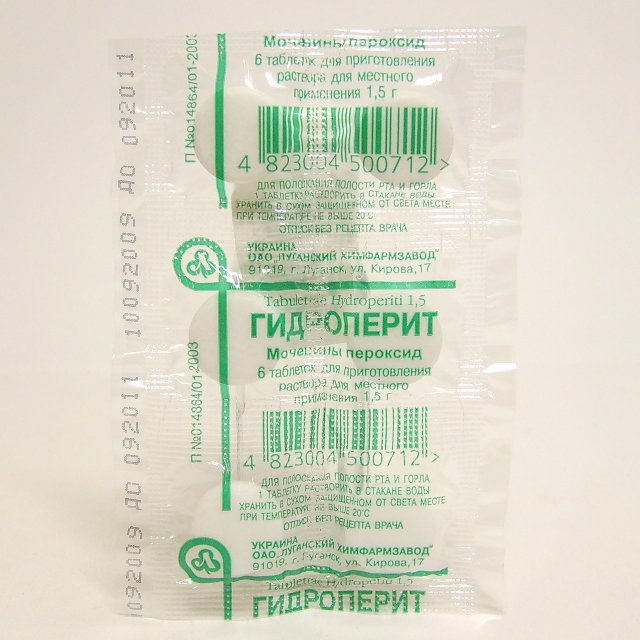 Мочевины пероксид
6 таблеток для приготовления
раствора для местного
применения 1,5 г
П №014864/01-2003
4 823004 500712 >
ДЛЯ ПОЛОСКАНИЯ ПОЛОСТИ РТА И ГОРЛА
1 ТАБЛЕТКУ РАСТВОРИТЬ В СТАКАНЕ ВОДЫ
ХРАНИТЬ В СУХОМ ЗАЩИЩЕННОМ ОТ СВЕТА МЕСТЕ
ПРИ ТЕМПЕРАТУРЕ НЕ ВЫШЕ 20°С
ОТПУСК БЕЗ РЕЦЕПТА ВРАЧА
УКРАИНА
ОАО "ЛУГАНСКИЙ ХИМФАРМЗАВОД"
91019, г. Луганск, ул. Кирова,17
Tabulettae Hydroperiti 1,5
ГИДРОПЕРИТ
Мочевины пероксид
6 таблеток для приготовления
раствора для местного
применения 1,5 г
П №014864/01-2003
4 823004 500712 >
ДЛЯ ПОЛОСКАНИЯ ПОЛОСТИ РТА И ГОРЛА
1 ТАБЛЕТКУ РАСТВОРИТЬ В СТАКАНЕ ВОДЫ
ХРАНИТЬ В СУХОМ ЗАЩИЩЕННОМ ОТ СВЕТА МЕСТЕ
ПРИ ТЕМПЕРАТУРЕ НЕ ВЫШЕ 20°С
ОТПУСК БЕЗ РЕЦЕПТА ВРАЧА
УКРАИНА
ОАО "ЛУГАНСКИЙ ХИМФАРМЗАВОД"
91019, г. Луганск, ул. Кирова,17
Tabulettae Hydroperiti 1,5
ГИДРОПЕРИТ
10092009 ДО 092011 10092009 ДО 092011